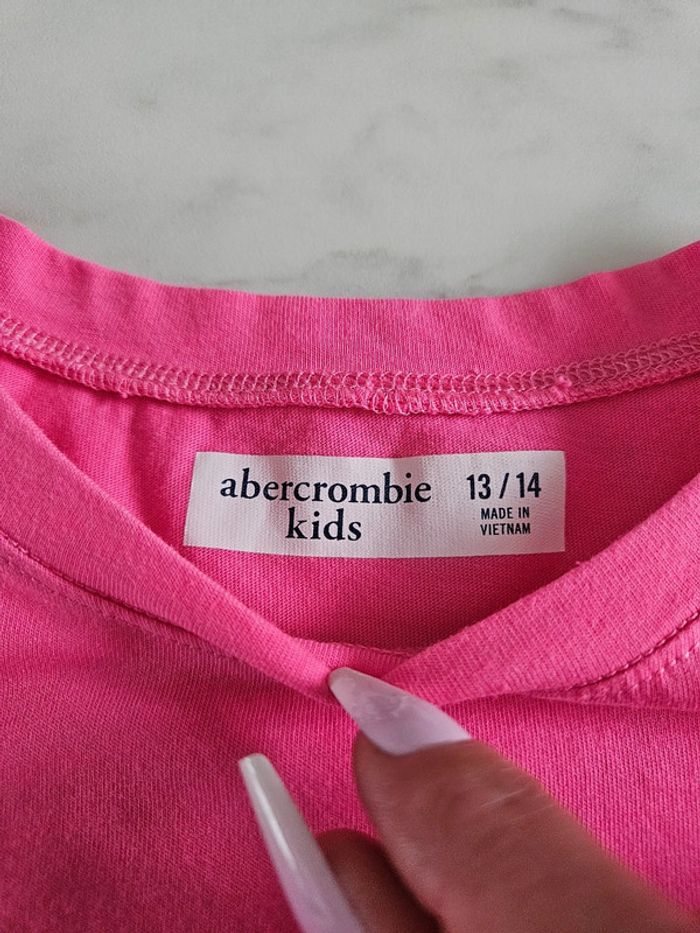 abercrombie
kids
13 / 14
MADE IN
VIETNAM